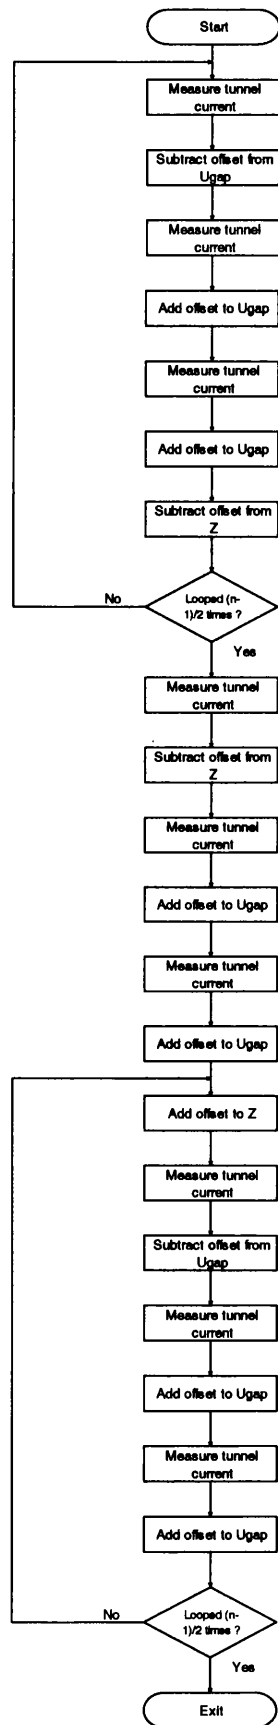 Start
Measure tunnel
current
Subtract offset from
Ugap
Measure tunnel
current
Add offset to Ugap
Measure tunnel
current
Add offset to Ugap
Subtract offset from
Z
No
Looped (n-
1)/2 times ?
Yes
Measure tunnel
current
Subtract offset from
Z
Measure tunnel
current
Add offset to Ugap
Measure tunnel
current
Add offset to Ugap
Add offset to Z
Measure tunnel
current
Subtract offset from
Ugap
Measure tunnel
current
Add offset to Ugap
Measure tunnel
current
Add offset to Ugap
No
Looped (n-
1)/2 times ?
Yes
Exit